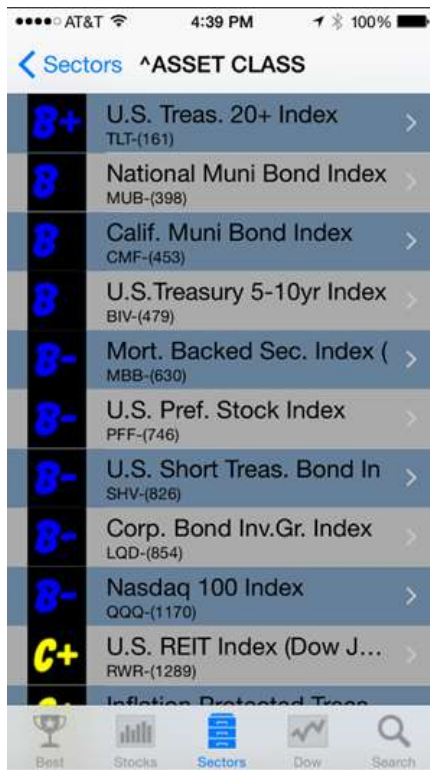 AT&T 4:39 PM 100%
Sectors ^ASSET CLASS
B+ U.S. Treas. 20+ Index
TLT-(161)
B National Muni Bond Index
MUB-(398)
B Calif. Muni Bond Index
CMF-(453)
B U.S.Treasury 5-10yr Index
BIV-(479)
B- Mort. Backed Sec. Index (
MBB-(630)
B- U.S. Pref. Stock Index
PFF-(746)
B- U.S. Short Treas. Bond In
SHV-(826)
B- Corp. Bond Inv.Gr. Index
LQD-(854)
B- Nasdaq 100 Index
QQQ-(1170)
C+ U.S. REIT Index (Dow J...
RWR-(1289)
Inflation Protected Treas
Best Stocks Sectors Dow Search